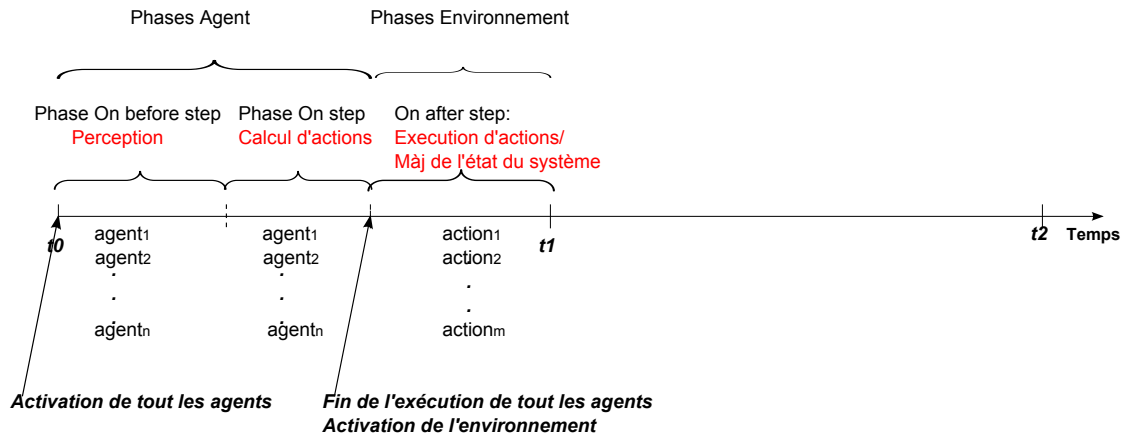 Phases Agent
Phases Environnement
Phase On before step
Perception
Phase On step
Calcul d'actions
On after step:
Execution d'actions/
Màj de l'état du système
t0
t1
t2
Temps
agent1
agent2
.
.
.
agentn
agent1
agent2
.
.
.
agentn
action1
action2
.
.
.
actionm
Activation de tout les agents
Fin de l'exécution de tout les agents
Activation de l'environnement